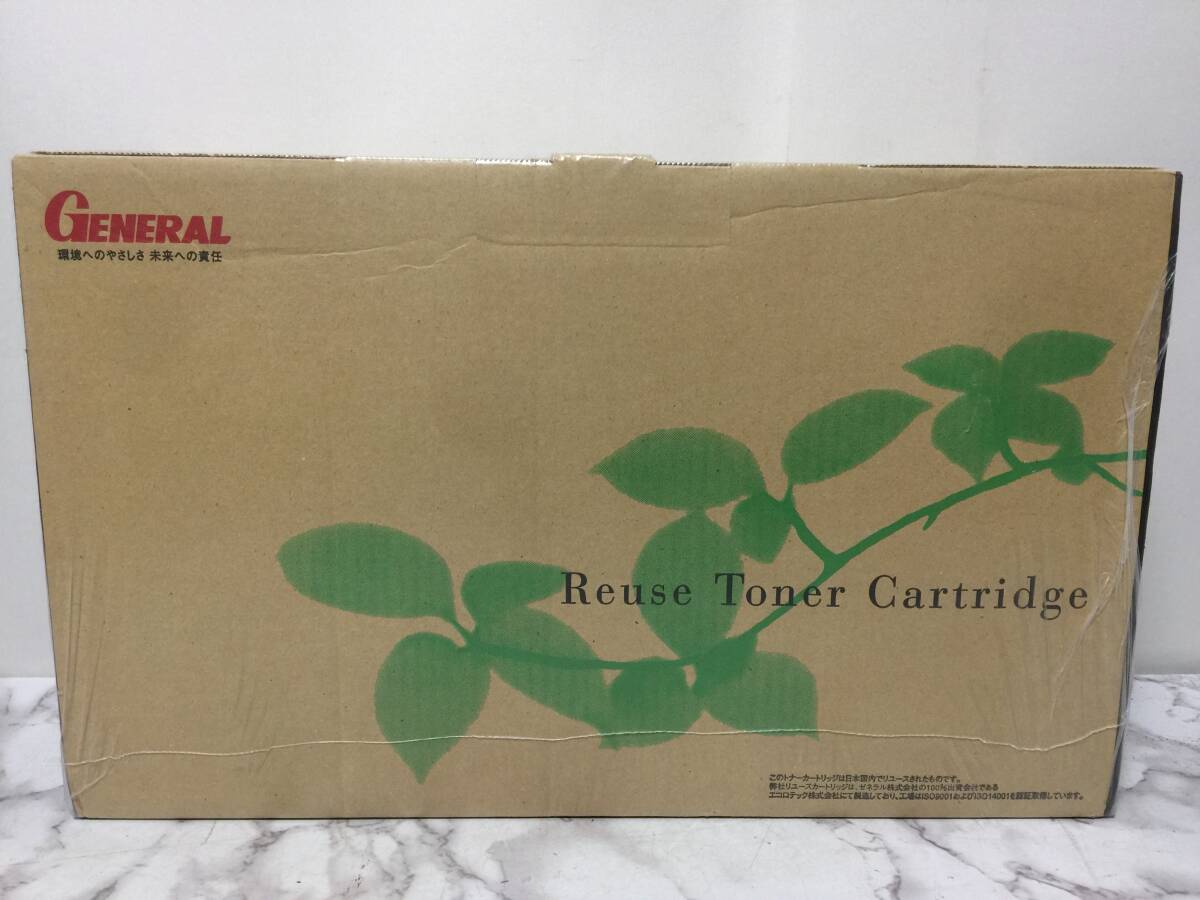 GENERAL
環境へのやさしさ 未来への責任
Reuse Toner Cartridge
このトナーカートリッジは日本国内でリユースされたものです。
弊社リユースカートリッジは、ゼネラル株式会社の100%出資会社である
エコロテック株式会社にて製造しており、工場はISO9001およびISO14001を認証取得しています。